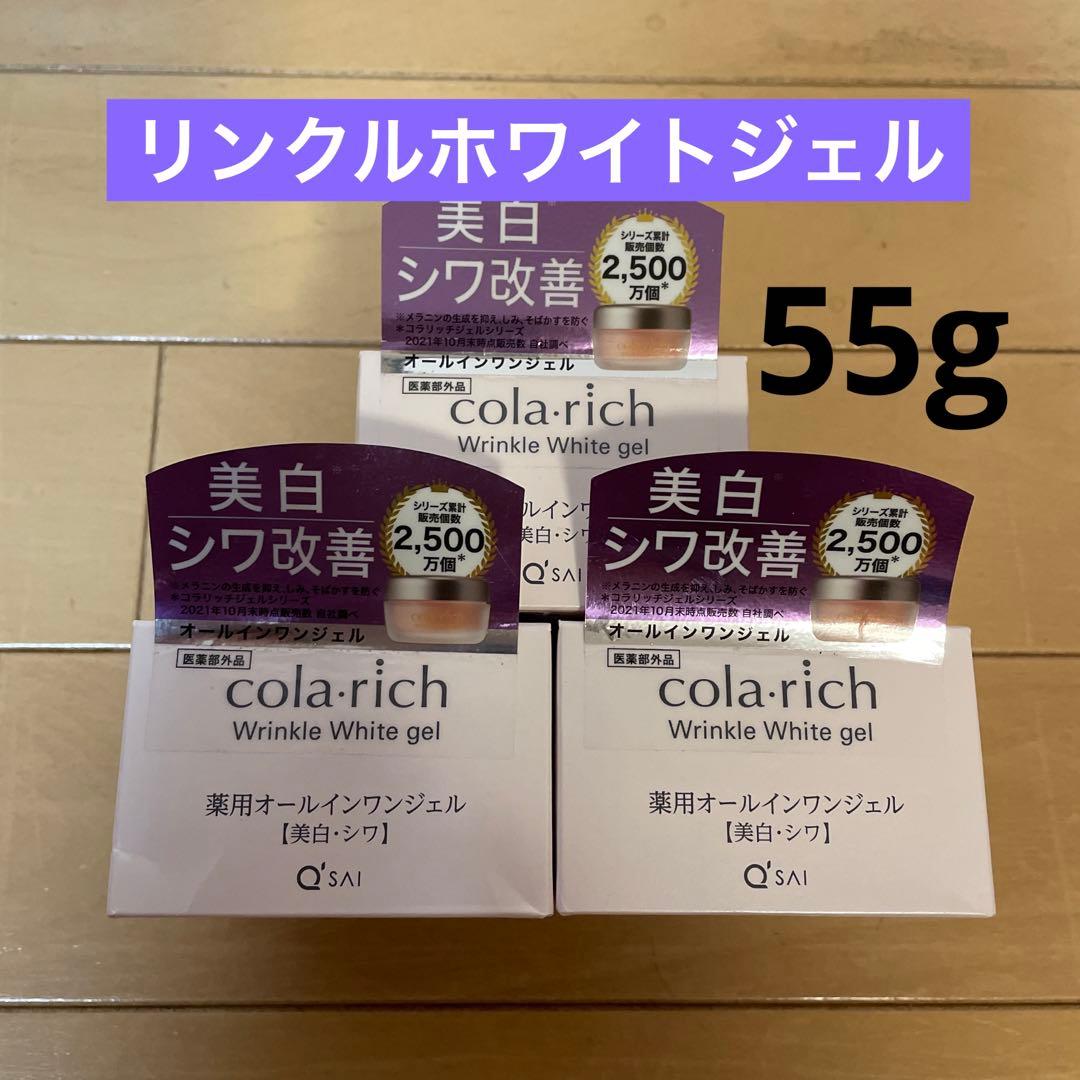 リンクルホワイトジェル
55g
美白※
シワ改善
シリーズ累計
販売個数
2,500
万個*
※メラニンの生成を抑え、しみ、そばかすを防ぐ
*コラリッチジェルシリーズ
2021年10月末時点販売数 自社調べ
オールインワンジェル
医薬部外品
cola・rich
Wrinkle White gel
ルインワ
美白・シワ
Q'SAI
美白※
シワ改善
シリーズ累計
販売個数
2,500
万個*
※メラニンの生成を抑え、しみ、そばかすを防ぐ
*コラリッチジェルシリーズ
2021年10月末時点販売数 自社調べ
オールインワンジェル
医薬部外品
cola・rich
Wrinkle White gel
薬用オールインワンジェル
【美白・シワ】
Q'SAI
美白※
シワ改善
シリーズ累計
販売個数
2,500
万個*
※メラニンの生成を抑え、しみ、そばかすを防ぐ
*コラリッチジェルシリーズ
2021年10月末時点販売数 自社調べ
オールインワンジェル
医薬部外品
cola・rich
Wrinkle White gel
薬用オールインワンジェル
【美白・シワ】
Q'SAI